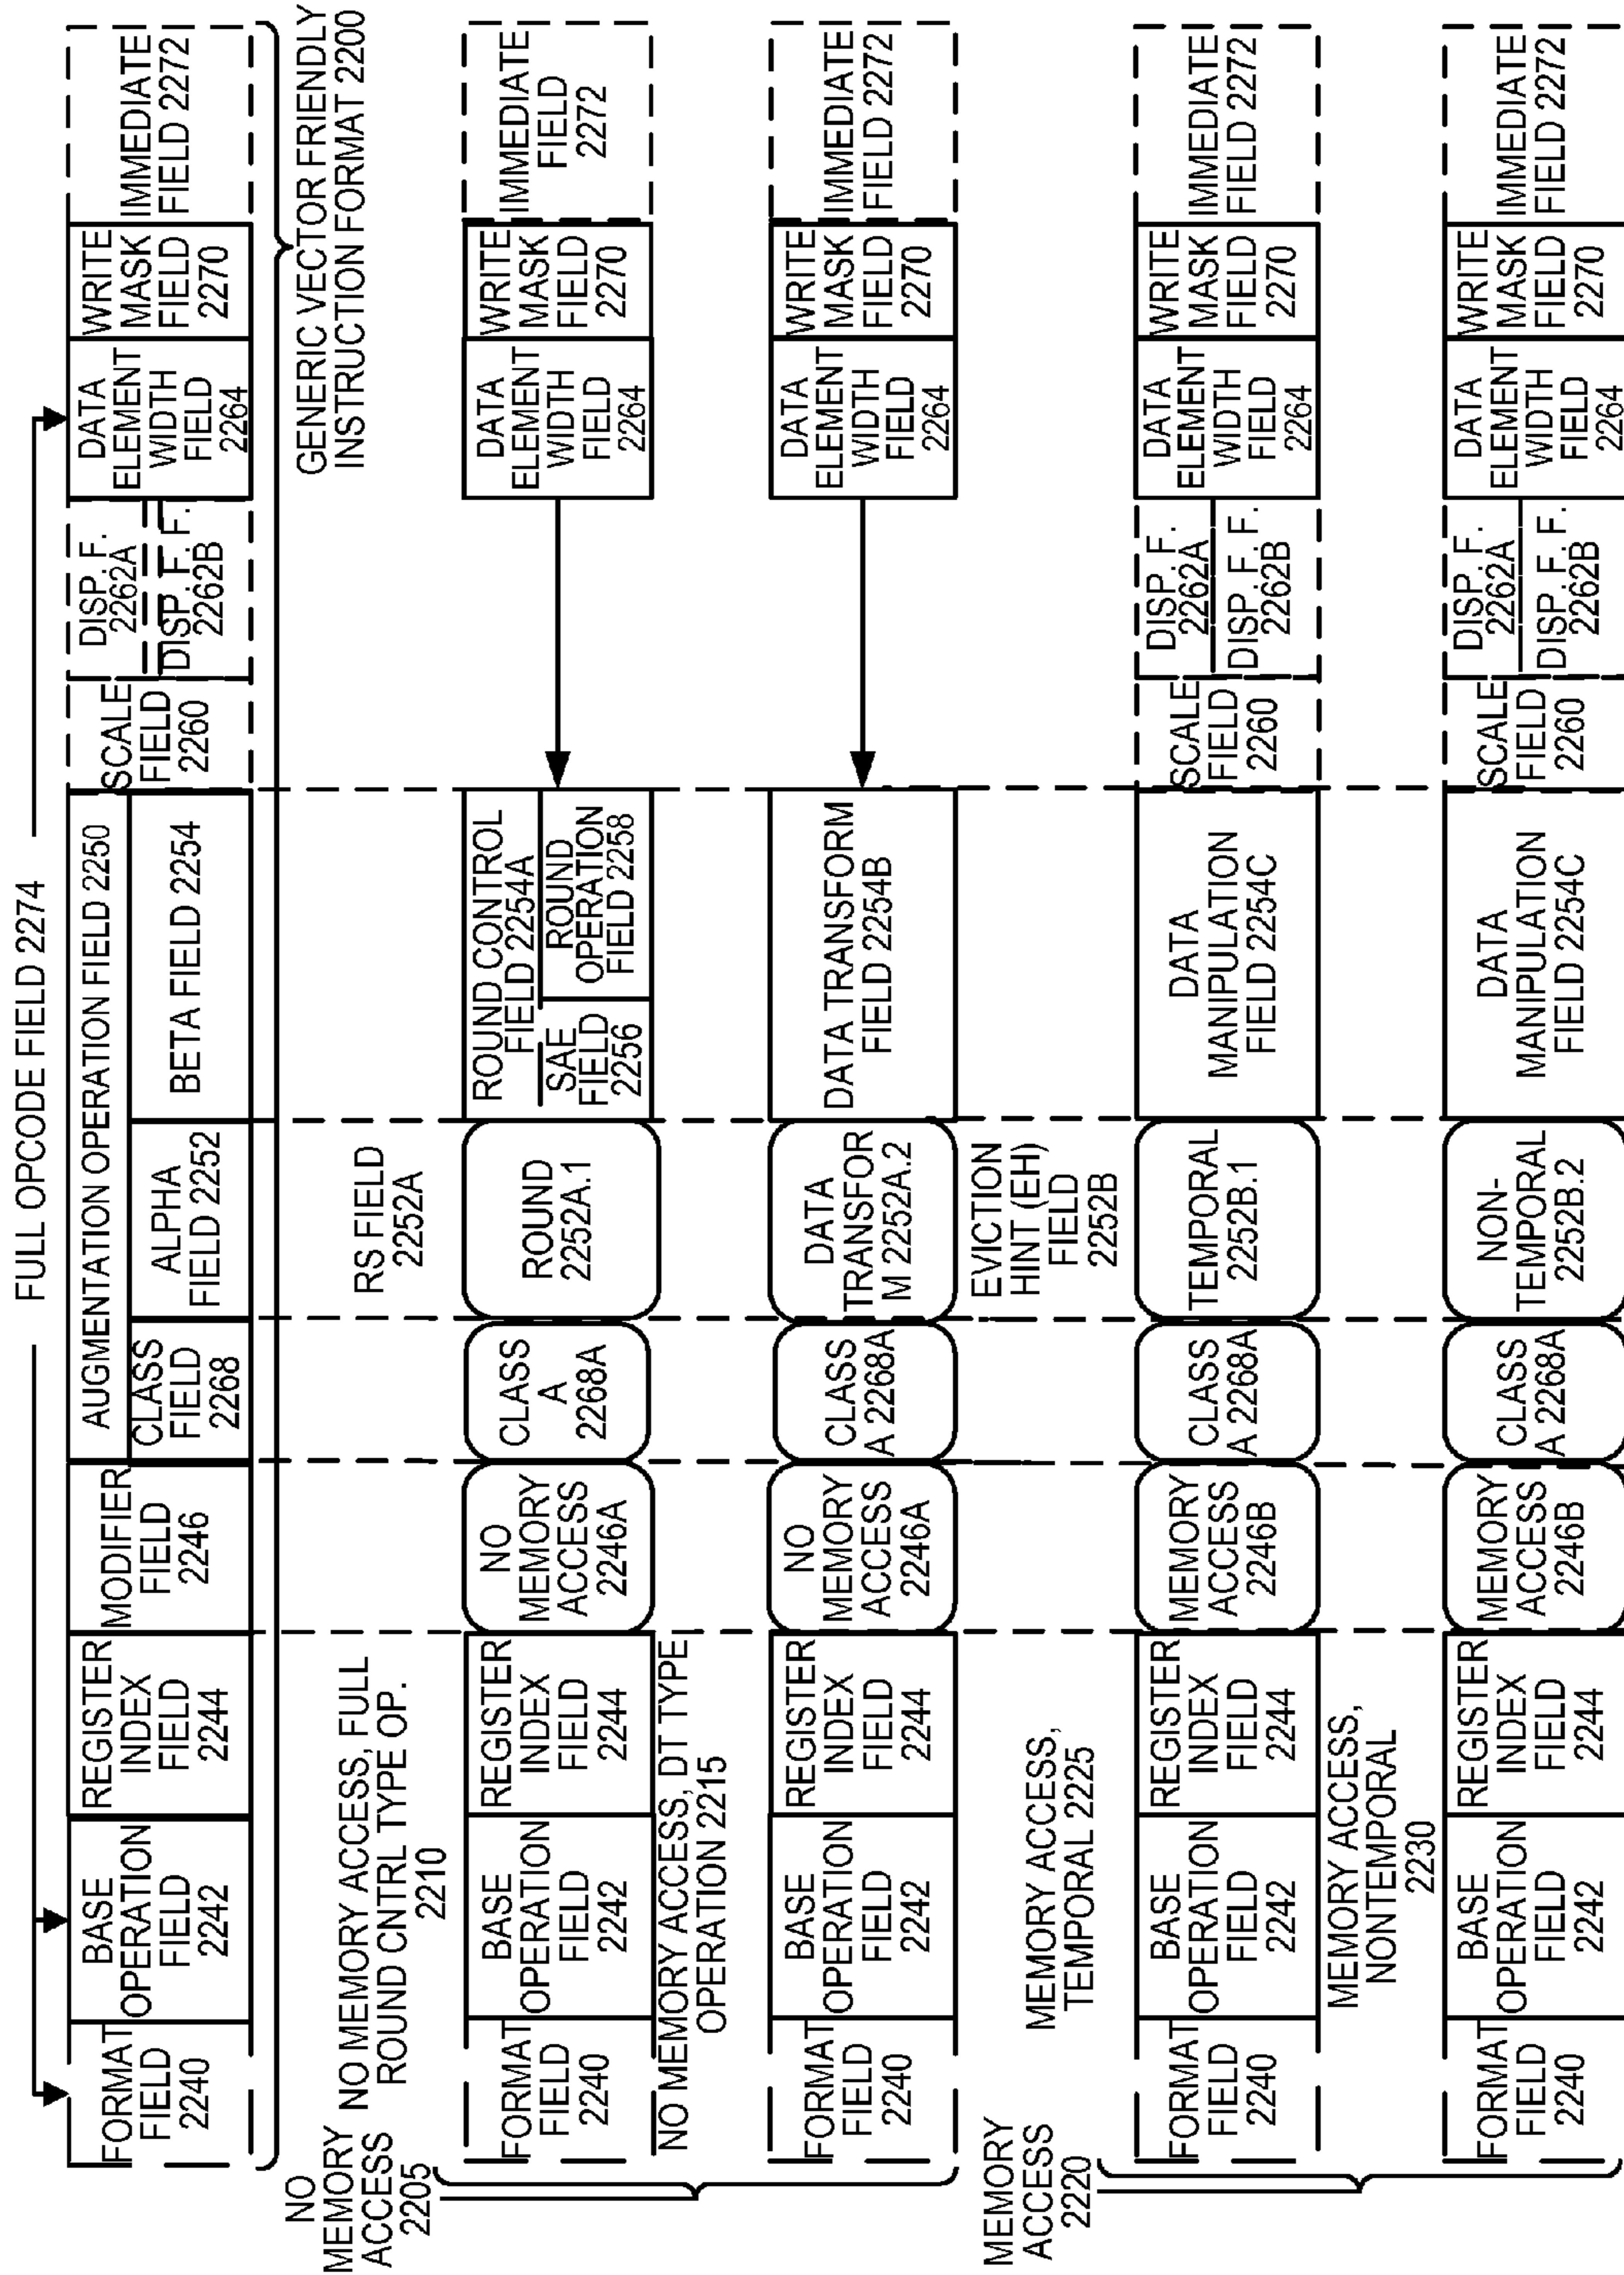 FULL OPCODE FIELD 2274
FORMAT
FIELD
2240
BASE
OPERATION
FIELD
2242
REGISTER
INDEX
FIELD
2244
MODIFIER
FIELD
2246
AUGMENTATION OPERATION FIELD 2250
CLASS
FIELD
2268
ALPHA
FIELD 2252
BETA FIELD 2254
SCALE
FIELD
2260
DISP. F.
2262A
DISP. F. F.
2262B
DATA
ELEMENT
WIDTH
FIELD
2264
WRITE
MASK
FIELD
2270
IMMEDIATE
FIELD 2272
GENERIC VECTOR FRIENDLY
INSTRUCTION FORMAT 2200
NO
MEMORY
ACCESS
2205
NO MEMORY ACCESS, FULL
ROUND CNTRL TYPE OP.
2210
RS FIELD
2252A
FORMAT
FIELD
2240
BASE
OPERATION
FIELD
2242
REGISTER
INDEX
FIELD
2244
NO
MEMORY
ACCESS
2246A
CLASS
A
2268A
ROUND
2252A.1
ROUND CONTROL
FIELD 2254A
SAE
FIELD
2256
ROUND
OPERATION
FIELD 2258
DATA
ELEMENT
WIDTH
FIELD
2264
WRITE
MASK
FIELD
2270
IMMEDIATE
FIELD
2272
NO MEMORY ACCESS, DT TYPE
OPERATION 2215
FORMAT
FIELD
2240
BASE
OPERATION
FIELD
2242
REGISTER
INDEX
FIELD
2244
NO
MEMORY
ACCESS
2246A
CLASS
A 2268A
DATA
TRANSFOR
M 2252A.2
DATA TRANSFORM
FIELD 2254B
DATA
ELEMENT
WIDTH
FIELD
2264
WRITE
MASK
FIELD
2270
IMMEDIATE
FIELD 2272
MEMORY
ACCESS
2220
MEMORY ACCESS,
TEMPORAL 2225
EVICTION
HINT (EH)
FIELD
2252B
FORMAT
FIELD
2240
BASE
OPERATION
FIELD
2242
REGISTER
INDEX
FIELD
2244
MEMORY
ACCESS
2246B
CLASS
A 2268A
TEMPORAL
2252B.1
DATA
MANIPULATION
FIELD 2254C
SCALE
FIELD
2260
DISP. F.
2262A
DISP. F. F.
2262B
DATA
ELEMENT
WIDTH
FIELD
2264
WRITE
MASK
FIELD
2270
IMMEDIATE
FIELD 2272
MEMORY ACCESS,
NONTEMPORAL
2230
FORMAT
FIELD
2240
BASE
OPERATION
FIELD
2242
REGISTER
INDEX
FIELD
2244
MEMORY
ACCESS
2246B
CLASS
A 2268A
NON-
TEMPORAL
2252B.2
DATA
MANIPULATION
FIELD 2254C
SCALE
FIELD
2260
DISP. F.
2262A
DISP. F. F.
2262B
DATA
ELEMENT
WIDTH
FIELD
2264
WRITE
MASK
FIELD
2270
IMMEDIATE
FIELD 2272